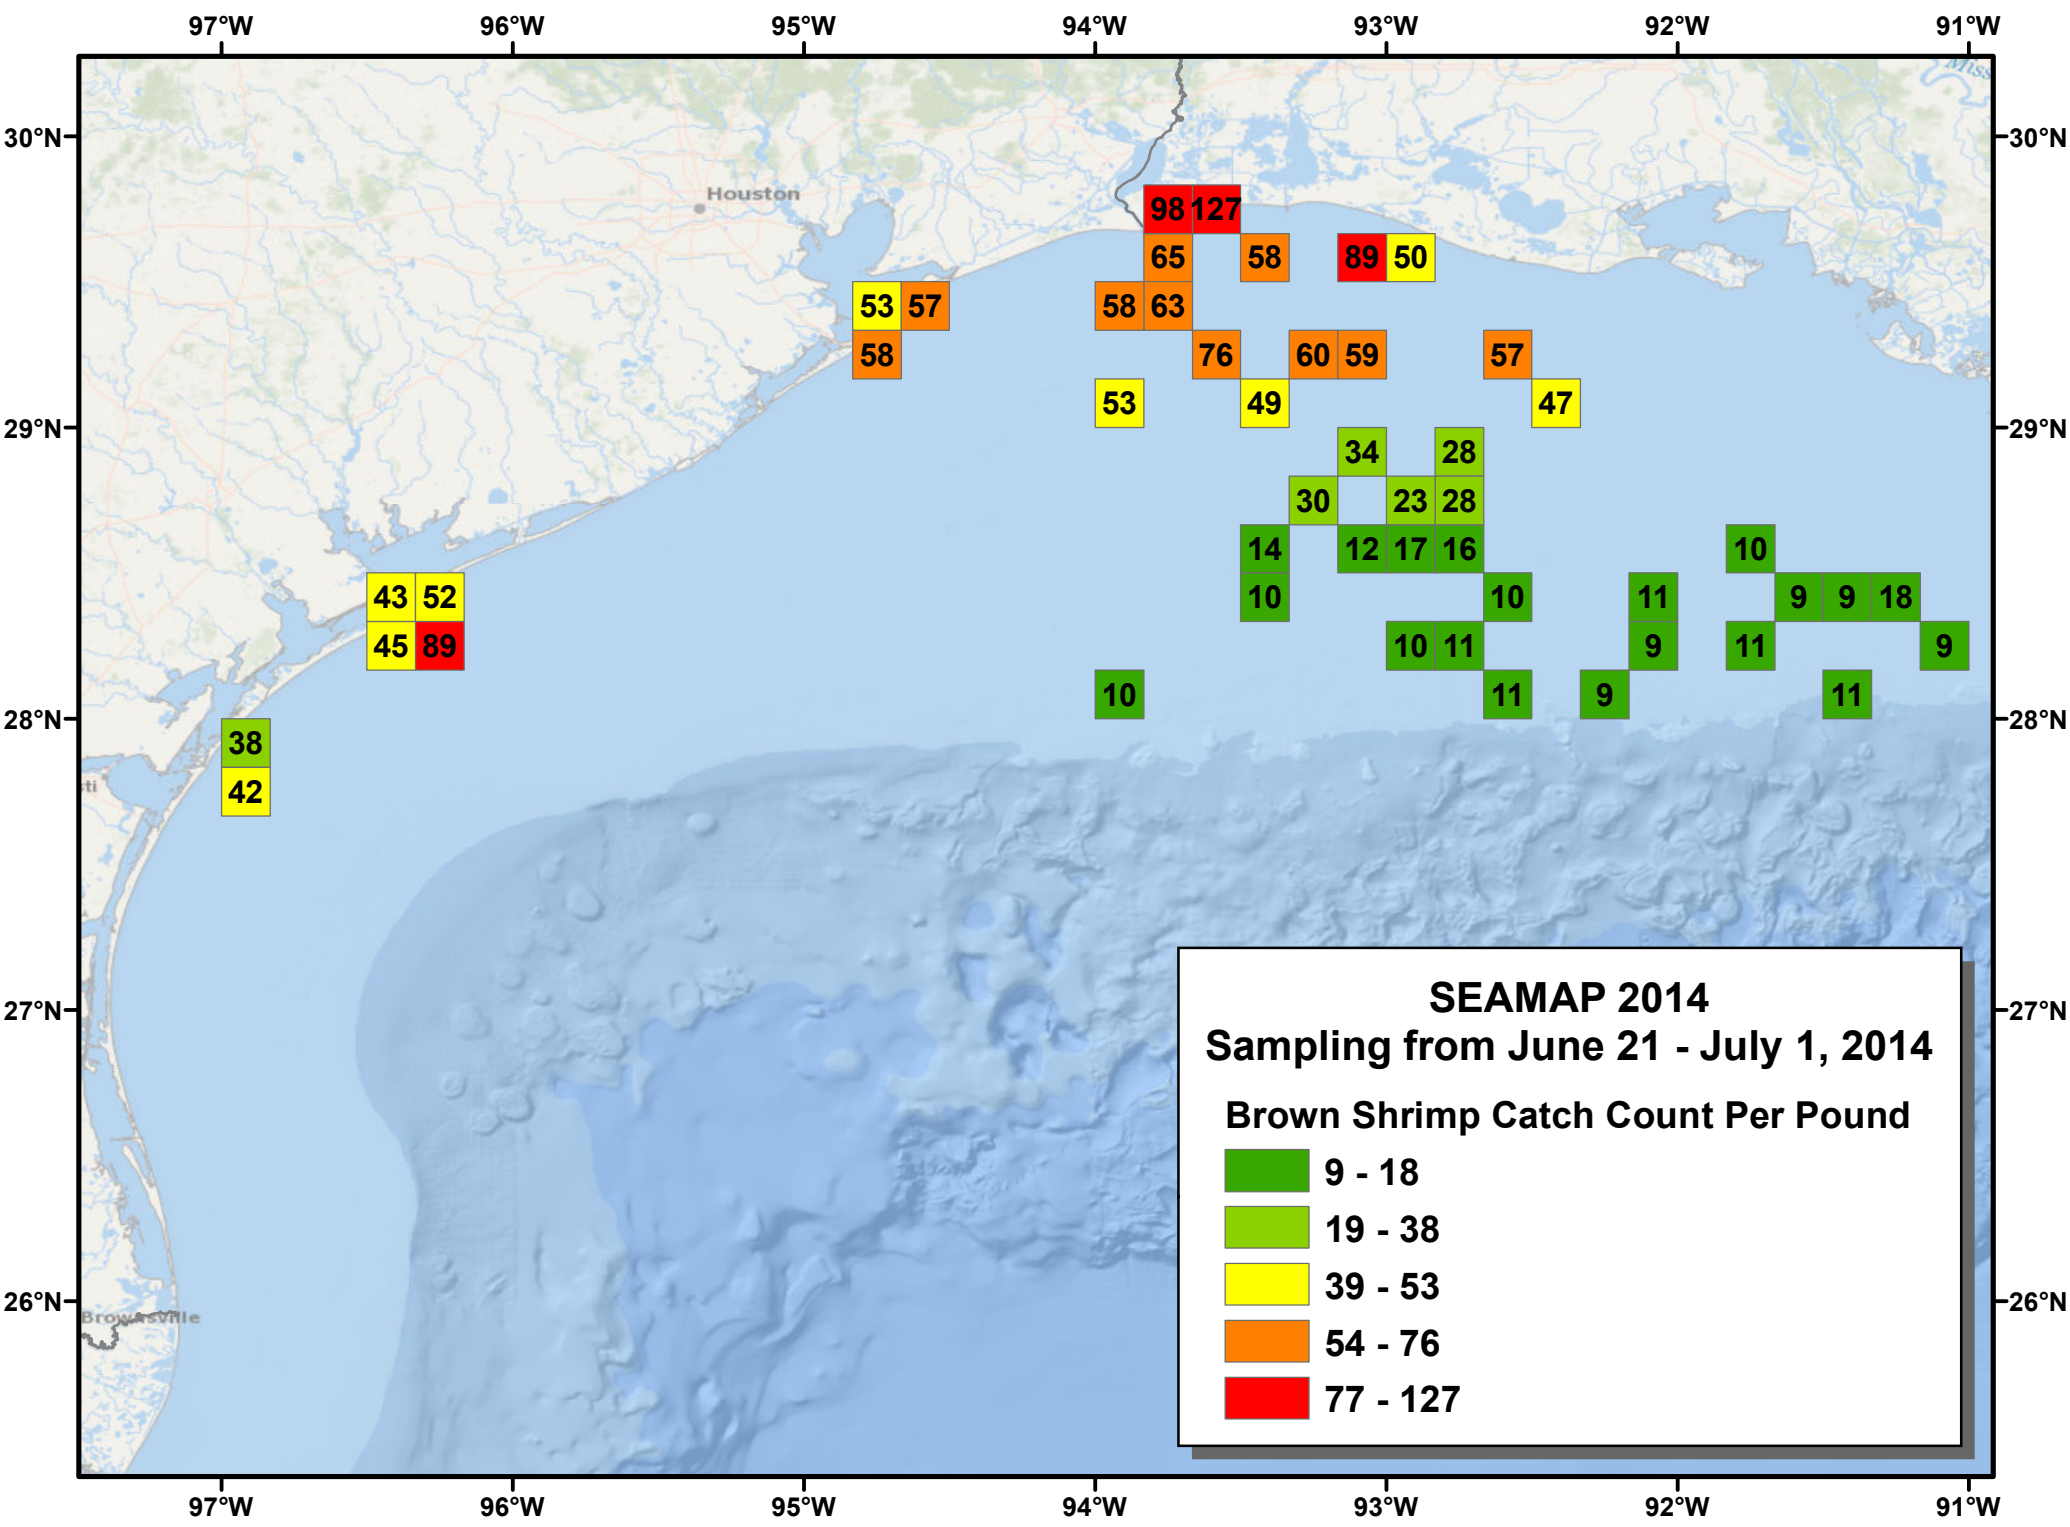 97°W 96°W 95°W 94°W 93°W 92°W 91°W
Miss
30°N 30°N
Houston
98 127
65 58 89 50
53 57 58 63
58 76 60 59 57
53 49 47
29°N 29°N
34 28
30 23 28
14 12 17 16 10
43 52 10 10 11 9 9 18
45 89 10 11 9 11 9
10 11 9 11
28°N 28°N
38
ti
42
27°N 27°N
SEAMAP 2014
Sampling from June 21 - July 1, 2014
Brown Shrimp Catch Count Per Pound
9 - 18
19 - 38
39 - 53
54 - 76
77 - 127
26°N 26°N
Brownsville
97°W 96°W 95°W 94°W 93°W 92°W 91°W